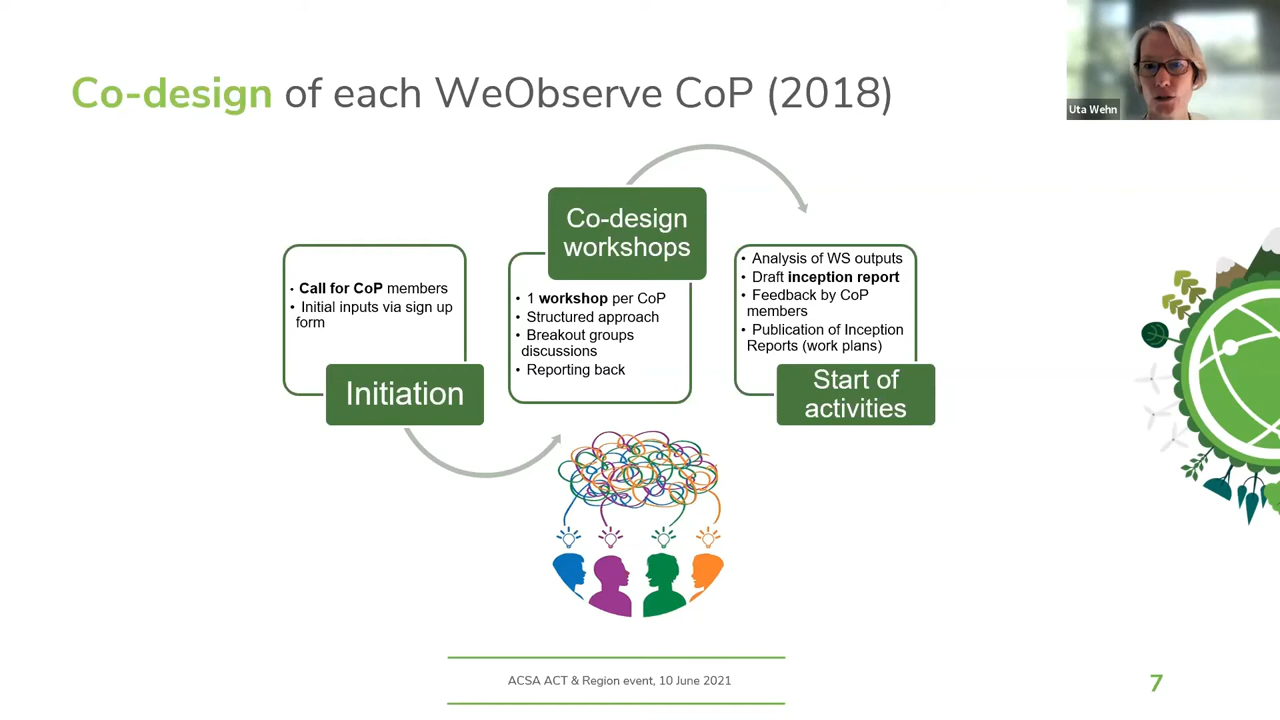 Co-design of each WeObserve CoP (2018)
Uta Wehn
• Call for CoP members
• Initial inputs via sign up
form
Initiation
Co-design
workshops
• 1 workshop per CoP
• Structured approach
• Breakout groups
discussions
• Reporting back
• Analysis of WS outputs
• Draft inception report
• Feedback by CoP
members
• Publication of Inception
Reports (work plans)
Start of
activities
ACSA ACT & Region event, 10 June 2021
7